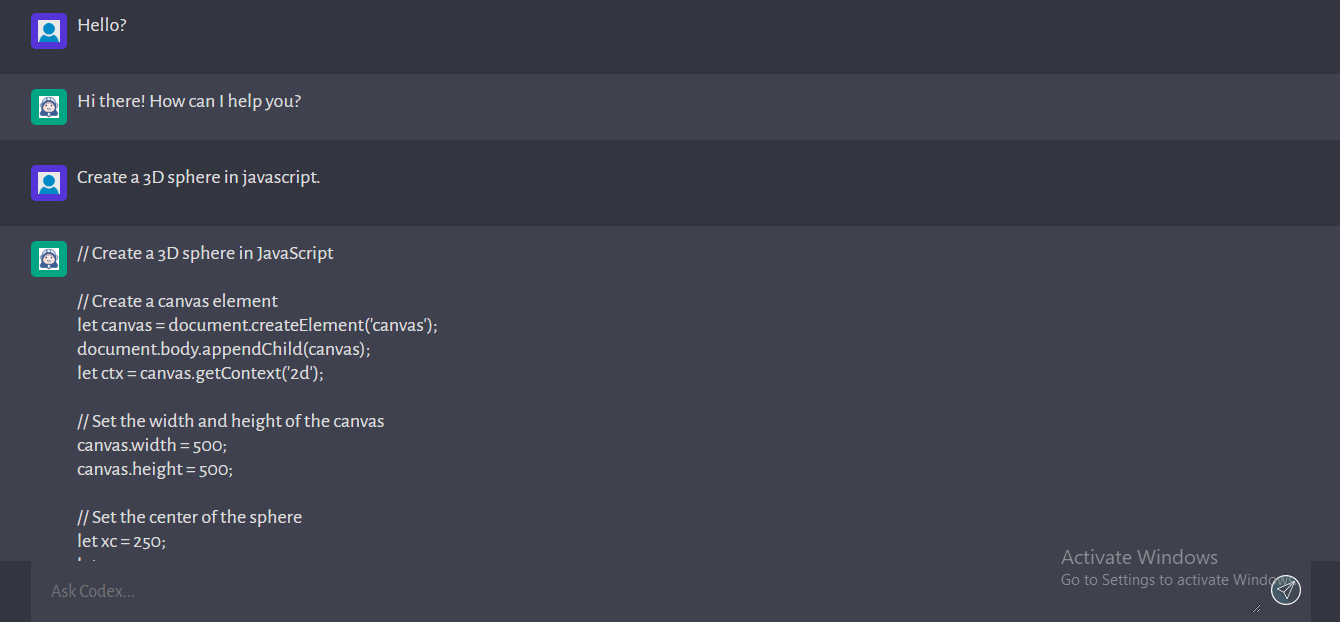 Hello?
Hi there! How can I help you?
Create a 3D sphere in javascript.
// Create a 3D sphere in JavaScript
// Create a canvas element
let canvas = document.createElement('canvas');
document.body.appendChild(canvas);
let ctx = canvas.getContext('2d');
// Set the width and height of the canvas
canvas.width = 500;
canvas.height = 500;
// Set the center of the sphere
let xc = 250;
Activate Windows
Go to Settings to activate Windows.
Ask Codex...